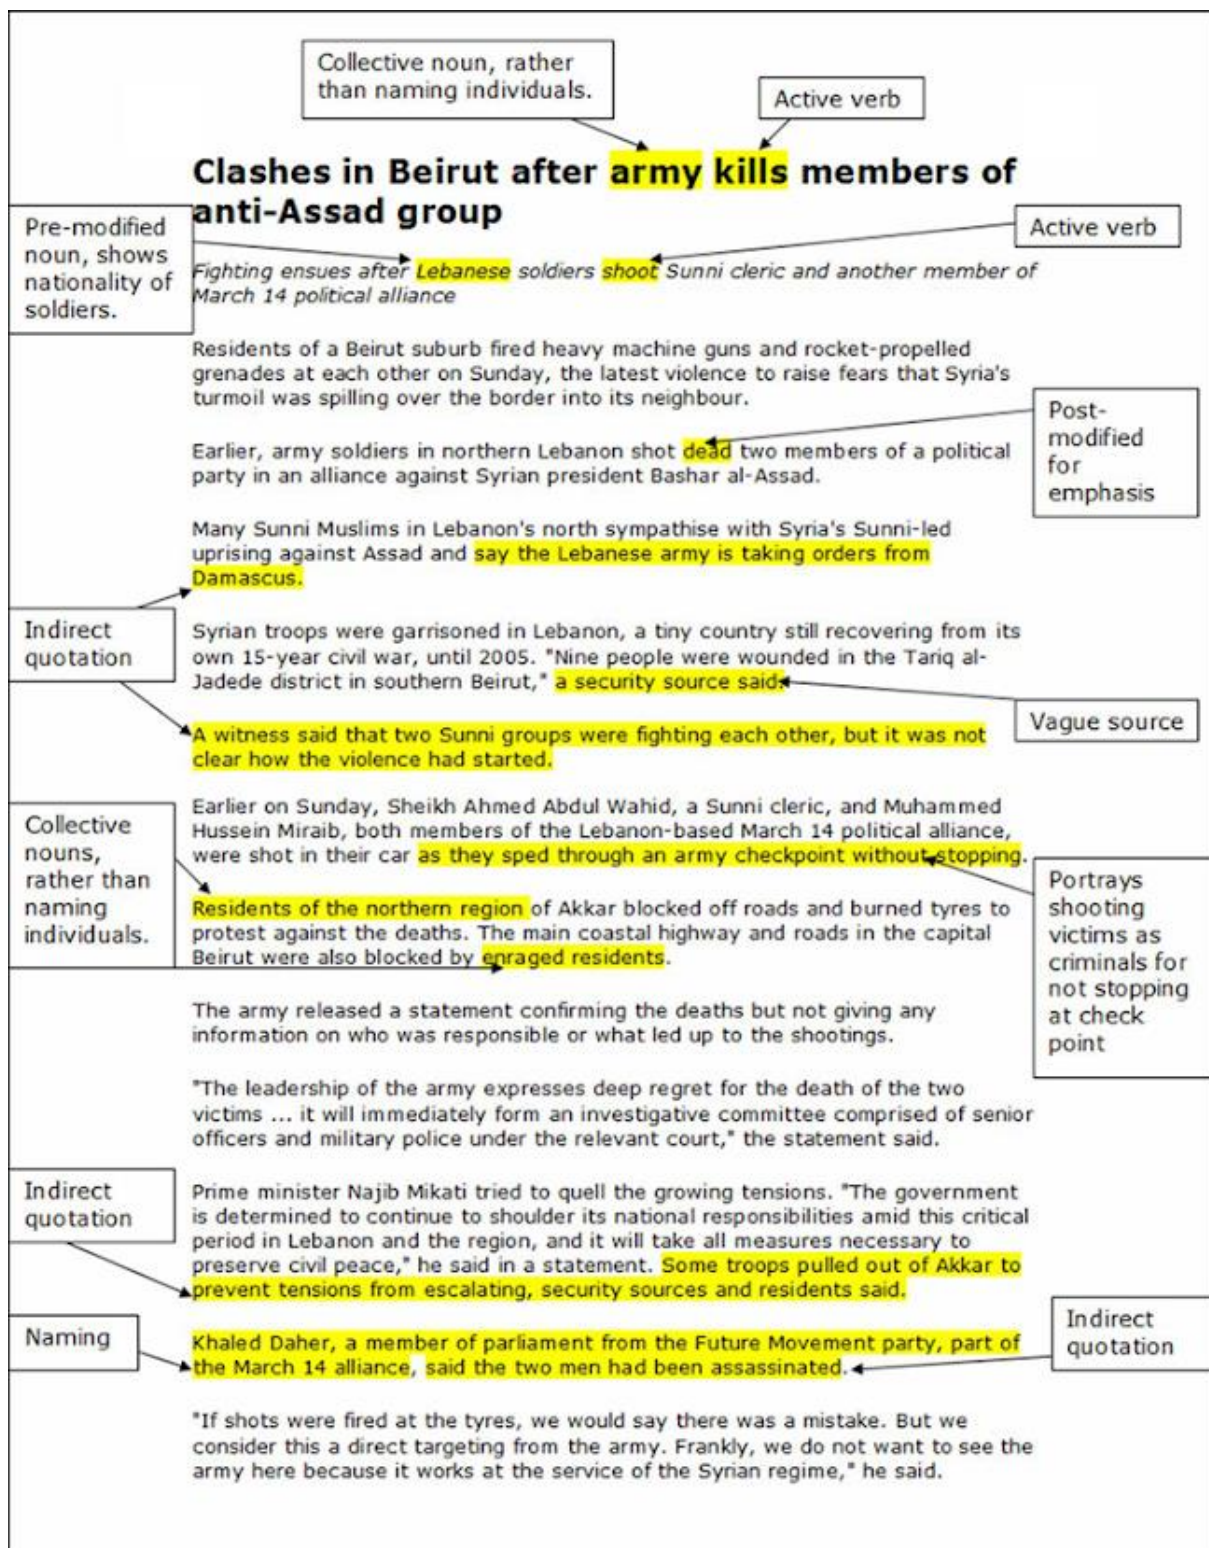 Collective noun, rather
than naming individuals.
Active verb
Clashes in Beirut after army kills members of
anti-Assad group
Pre-modified
noun, shows
nationality of
soldiers.
Active verb
Fighting ensues after Lebanese soldiers shoot Sunni cleric and another member of
March 14 political alliance
Residents of a Beirut suburb fired heavy machine guns and rocket-propelled
grenades at each other on Sunday, the latest violence to raise fears that Syria's
turmoil was spilling over the border into its neighbour.
Post-
modified
for
emphasis
Earlier, army soldiers in northern Lebanon shot dead two members of a political
party in an alliance against Syrian president Bashar al-Assad.
Many Sunni Muslims in Lebanon's north sympathise with Syria's Sunni-led
uprising against Assad and say the Lebanese army is taking orders from
Damascus.
Indirect
quotation
Syrian troops were garrisoned in Lebanon, a tiny country still recovering from its
own 15-year civil war, until 2005. "Nine people were wounded in the Tariq al-
Jadede district in southern Beirut," a security source said.
Vague source
A witness said that two Sunni groups were fighting each other, but it was not
clear how the violence had started.
Collective
nouns,
rather than
naming
individuals.
Earlier on Sunday, Sheikh Ahmed Abdul Wahid, a Sunni cleric, and Muhammed
Hussein Miraib, both members of the Lebanon-based March 14 political alliance,
were shot in their car as they sped through an army checkpoint without stopping.
Portrays
shooting
victims as
criminals for
not stopping
at check
point
Residents of the northern region of Akkar blocked off roads and burned tyres to
protest against the deaths. The main coastal highway and roads in the capital
Beirut were also blocked by enraged residents.
The army released a statement confirming the deaths but not giving any
information on who was responsible or what led up to the shootings.
"The leadership of the army expresses deep regret for the death of the two
victims ... it will immediately form an investigative committee comprised of senior
officers and military police under the relevant court," the statement said.
Indirect
quotation
Prime minister Najib Mikati tried to quell the growing tensions. "The government
is determined to continue to shoulder its national responsibilities amid this critical
period in Lebanon and the region, and it will take all measures necessary to
preserve civil peace," he said in a statement. Some troops pulled out of Akkar to
prevent tensions from escalating, security sources and residents said.
Naming
Indirect
quotation
Khaled Daher, a member of parliament from the Future Movement party, part of
the March 14 alliance, said the two men had been assassinated.
"If shots were fired at the tyres, we would say there was a mistake. But we
consider this a direct targeting from the army. Frankly, we do not want to see the
army here because it works at the service of the Syrian regime," he said.